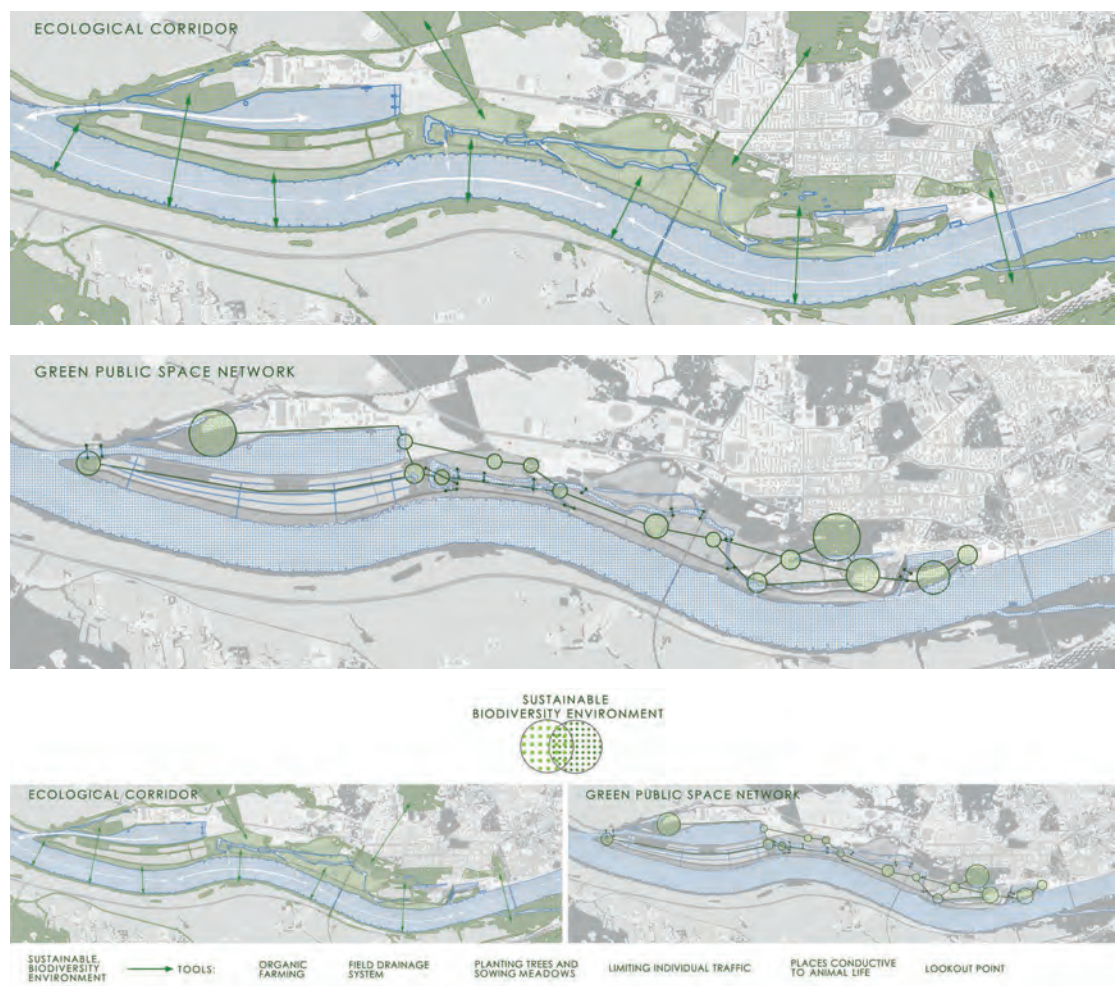 ECOLOGICAL CORRIDOR
GREEN PUBLIC SPACE NETWORK
SUSTAINABLE
BIODIVERSITY ENVIRONMENT
ECOLOGICAL CORRIDOR
GREEN PUBLIC SPACE NETWORK
SUSTAINABLE,
BIODIVERSITY
ENVIRONMENT
TOOLS:
ORGANIC
FARMING
FIELD DRAINAGE
SYSTEM
PLANTING TREES AND
SOWING MEADOWS
LIMITING INDIVIDUAL TRAFFIC
PLACES CONDUCTIVE
TO ANIMAL LIFE
LOOKOUT POINT